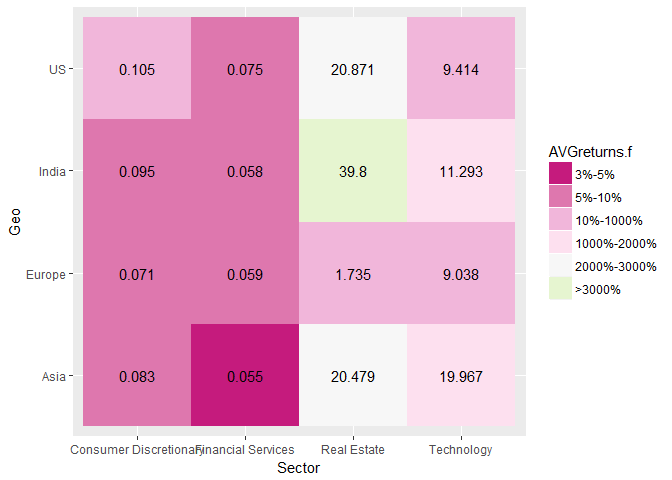 US 0.105 0.075 20.871 9.414
India 0.095 0.058 39.8 11.293
Europe 0.071 0.059 1.735 9.038
Asia 0.083 0.055 20.479 19.967
Consumer Discretionary Financial Services Real Estate Technology
Sector
Geo
AVGreturns.f
3%-5%
5%-10%
10%-1000%
1000%-2000%
2000%-3000%
>3000%